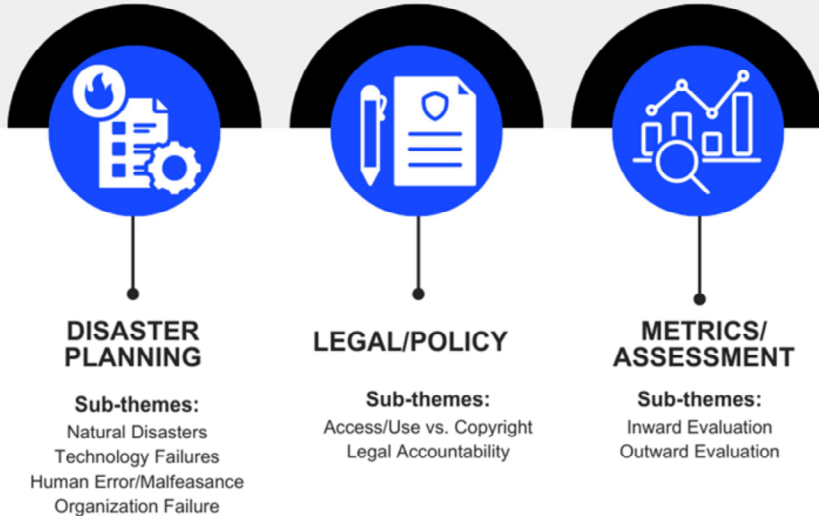 DISASTER
PLANNING
Sub-themes:
Natural Disasters
Technology Failures
Human Error/Malfeasance
Organization Failure
LEGAL/POLICY
Sub-themes:
Access/Use vs. Copyright
Legal Accountability
METRICS/
ASSESSMENT
Sub-themes:
Inward Evaluation
Outward Evaluation